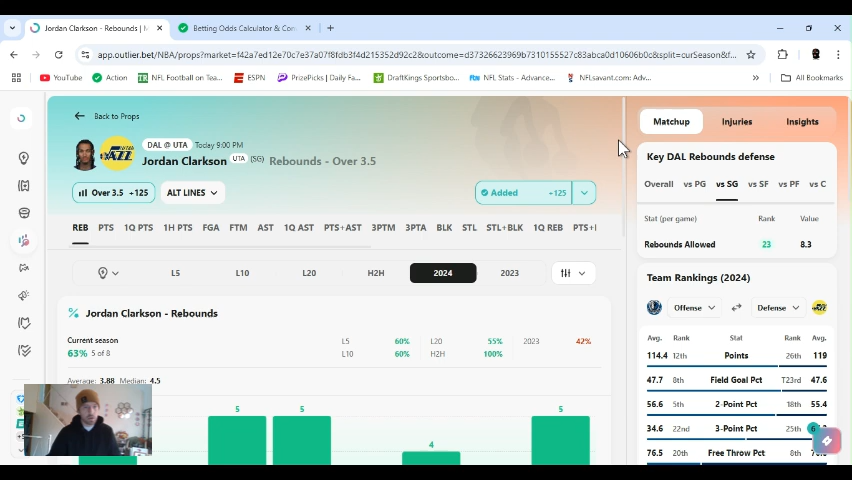 Jordan Clarkson - Rebounds | M
Betting Odds Calculator & Con
app.outlier.bet/NBA/props?market=f42a7ed12e70c7e37a07f8fdb3f4d215352d92c2&outcome=d37326623969b7310155527c83abca0d10606b0c&split=curSeason&f...
YouTube
Action
NFL Football on Tea...
ESPN
PrizePicks | Daily Fa...
DraftKings Sportsbo...
NFL Stats - Advance...
NFLsavant.com: Adv...
All Bookmarks
Back to Props
DAL @ UTA Today 9:00 PM
Jordan Clarkson UTA (SG) Rebounds - Over 3.5
Over 3.5 +125
ALT LINES
Added +125
REB PTS 1Q PTS 1H PTS FGA FTM AST 1Q AST PTS+AST 3PTM 3PTA BLK STL STL+BLK 1Q REB PTS+
L5 L10 L20 H2H 2024 2023
Jordan Clarkson - Rebounds
Current season
63% 5 of 8
L5 60% L20 55% 2023 42%
L10 60% H2H 100%
Average: 3.88 Median: 4.5
5
5
4
5
Matchup Injuries Insights
Key DAL Rebounds defense
Overall vs PG vs SG vs SF vs PF vs C
Stat (per game) Rank Value
Rebounds Allowed 23 8.3
Team Rankings (2024)
Offense Defense
Avg. Rank Stat Rank Avg.
114.4 12th Points 26th 119
47.7 8th Field Goal Pct T23rd 47.6
56.6 5th 2-Point Pct 18th 55.4
34.6 22nd 3-Point Pct 25th
76.5 20th Free Throw Pct 8th